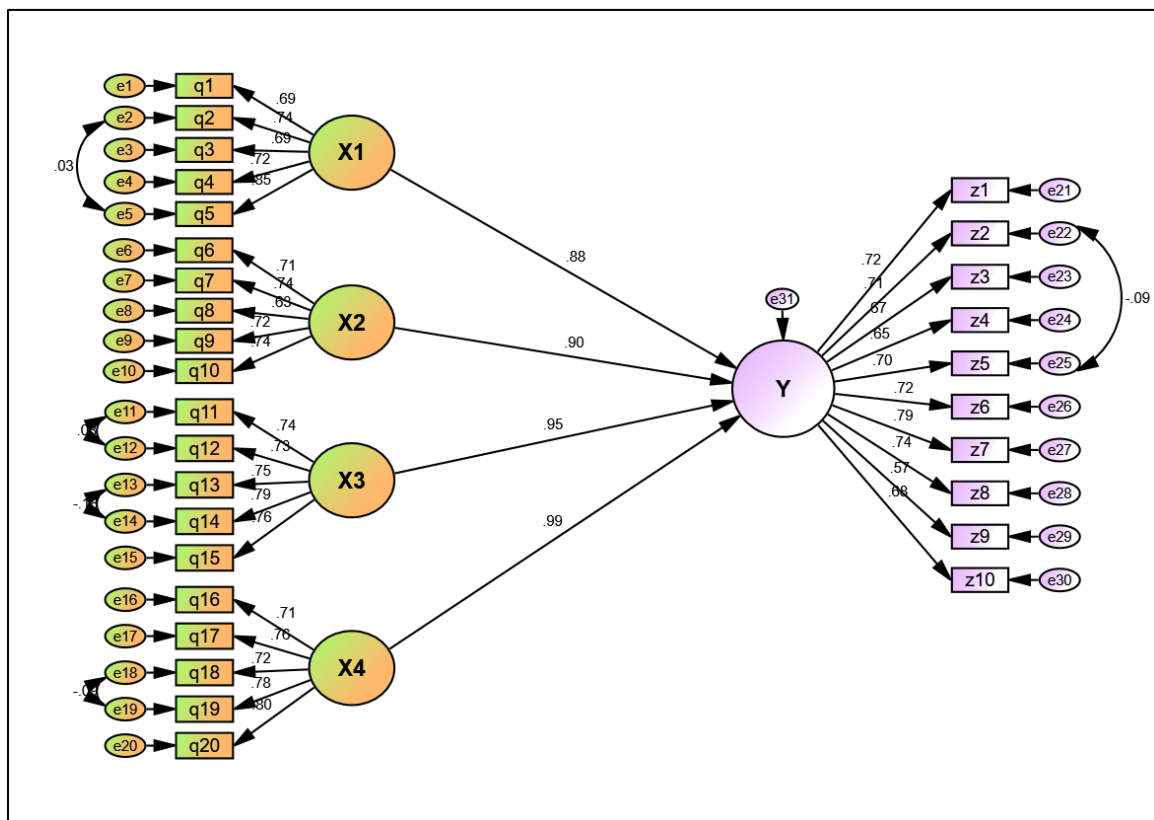 e1 q1 .69
e2 q2 .74
e3 q3 .69 X1
.03
e4 q4 .72
e5 q5 .85
e6 q6 .71
e7 q7 .74
e8 q8 .63 X2
e9 q9 .72
e10 q10 .74
e11 q11 .74
e12 q12 .73
e13 q13 .75 X3
e14 q14 .79
e15 q15 .76
e16 q16 .71
e17 q17 .76
e18 q18 .72 X4
e19 q19 .78
e20 q20 .80
.88
.90
.95
.99
e31
Y
.72 z1 e21
.71 z2 e22
.67 z3 e23
-.09
.65 z4 e24
.70 z5 e25
.72 z6 e26
.79 z7 e27
.74 z8 e28
.57 z9 e29
.68 z10 e30